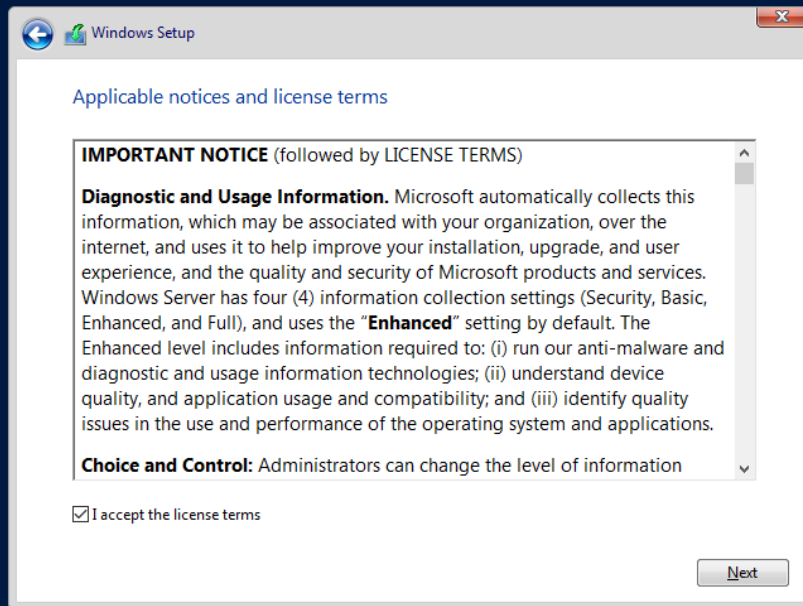 Windows Setup
Applicable notices and license terms
IMPORTANT NOTICE (followed by LICENSE TERMS)
Diagnostic and Usage Information. Microsoft automatically collects this
information, which may be associated with your organization, over the
internet, and uses it to help improve your installation, upgrade, and user
experience, and the quality and security of Microsoft products and services.
Windows Server has four (4) information collection settings (Security, Basic,
Enhanced, and Full), and uses the “Enhanced” setting by default. The
Enhanced level includes information required to: (i) run our anti-malware and
diagnostic and usage information technologies; (ii) understand device
quality, and application usage and compatibility; and (iii) identify quality
issues in the use and performance of the operating system and applications.
Choice and Control: Administrators can change the level of information
I accept the license terms
Next